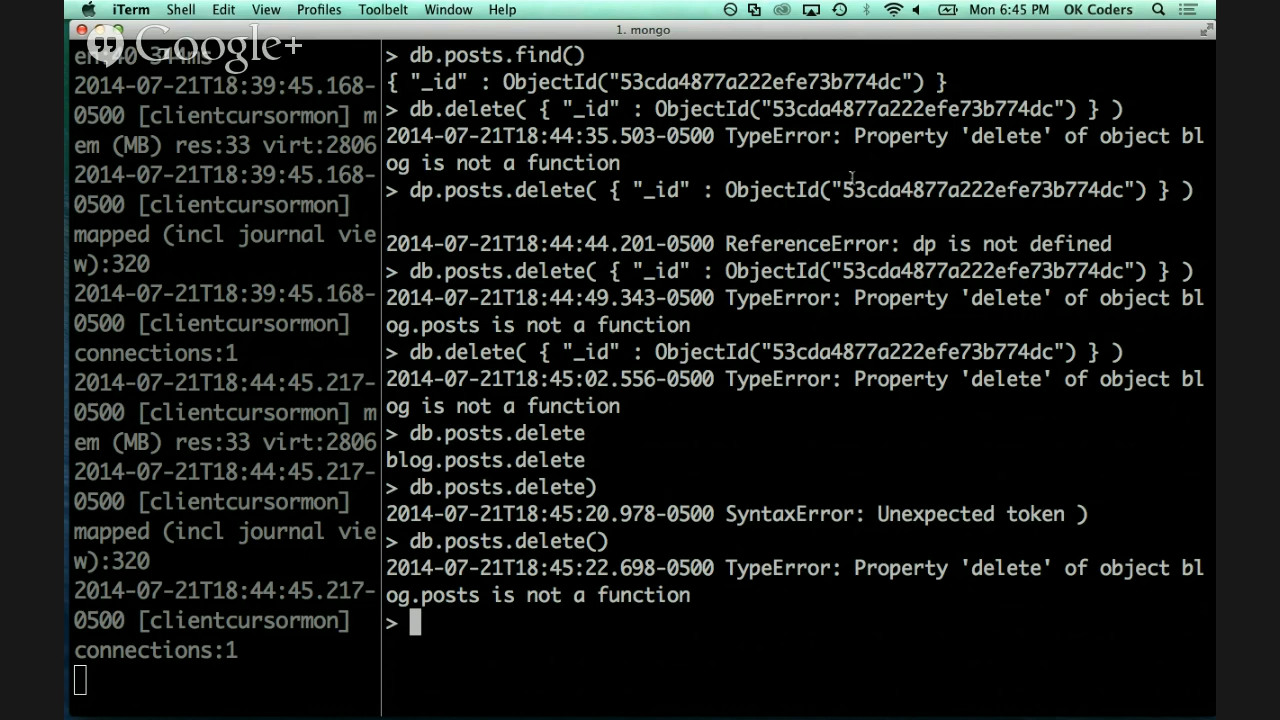 iTerm Shell Edit View Profiles Toolbelt Window Help Mon 6:45 PM OK Coders
1. mongo
Google+
344ms
2014-07-21T18:39:45.168-
0500 [clientcursormon] m
em (MB) res:33 virt:2806
2014-07-21T18:39:45.168-
0500 [clientcursormon]
mapped (incl journal vie
w):320
2014-07-21T18:39:45.168-
0500 [clientcursormon]
connections:1
2014-07-21T18:44:45.217-
0500 [clientcursormon] m
em (MB) res:33 virt:2806
2014-07-21T18:44:45.217-
0500 [clientcursormon]
mapped (incl journal vie
w):320
2014-07-21T18:44:45.217-
0500 [clientcursormon]
connections:1
> db.posts.find()
{ "_id" : ObjectId("53cda4877a222efe73b774dc") }
> db.delete( { "_id" : ObjectId("53cda4877a222efe73b774dc") } )
2014-07-21T18:44:35.503-0500 TypeError: Property 'delete' of object bl
og is not a function
> dp.posts.delete( { "_id" : ObjectId("53cda4877a222efe73b774dc") } )
2014-07-21T18:44:44.201-0500 ReferenceError: dp is not defined
> db.posts.delete( { "_id" : ObjectId("53cda4877a222efe73b774dc") } )
2014-07-21T18:44:49.343-0500 TypeError: Property 'delete' of object bl
og.posts is not a function
> db.delete( { "_id" : ObjectId("53cda4877a222efe73b774dc") } )
2014-07-21T18:45:02.556-0500 TypeError: Property 'delete' of object bl
og is not a function
> db.posts.delete
blog.posts.delete
> db.posts.delete)
2014-07-21T18:45:20.978-0500 SyntaxError: Unexpected token )
> db.posts.delete()
2014-07-21T18:45:22.698-0500 TypeError: Property 'delete' of object bl
og.posts is not a function
>